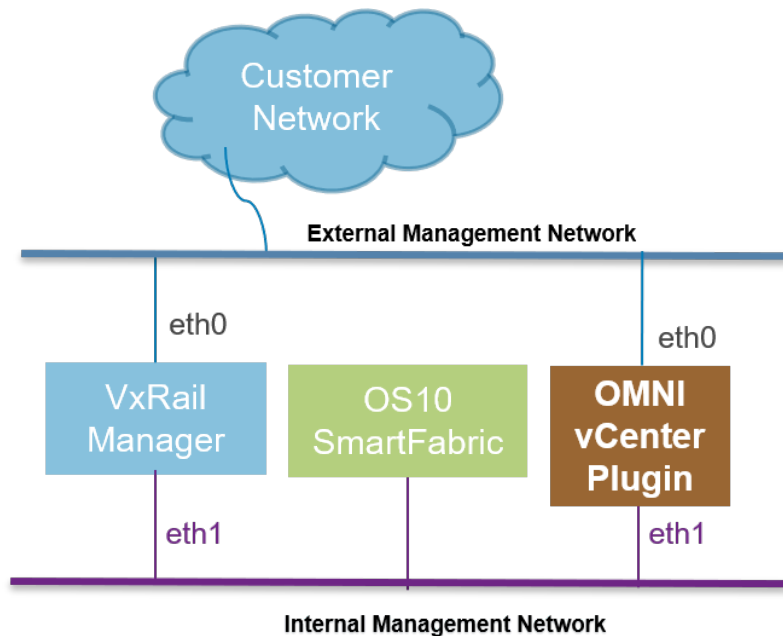 Customer
Network
External Management Network
eth0
eth0
VxRail
Manager
OS10
SmartFabric
OMNI
vCenter
Plugin
eth1
eth1
Internal Management Network